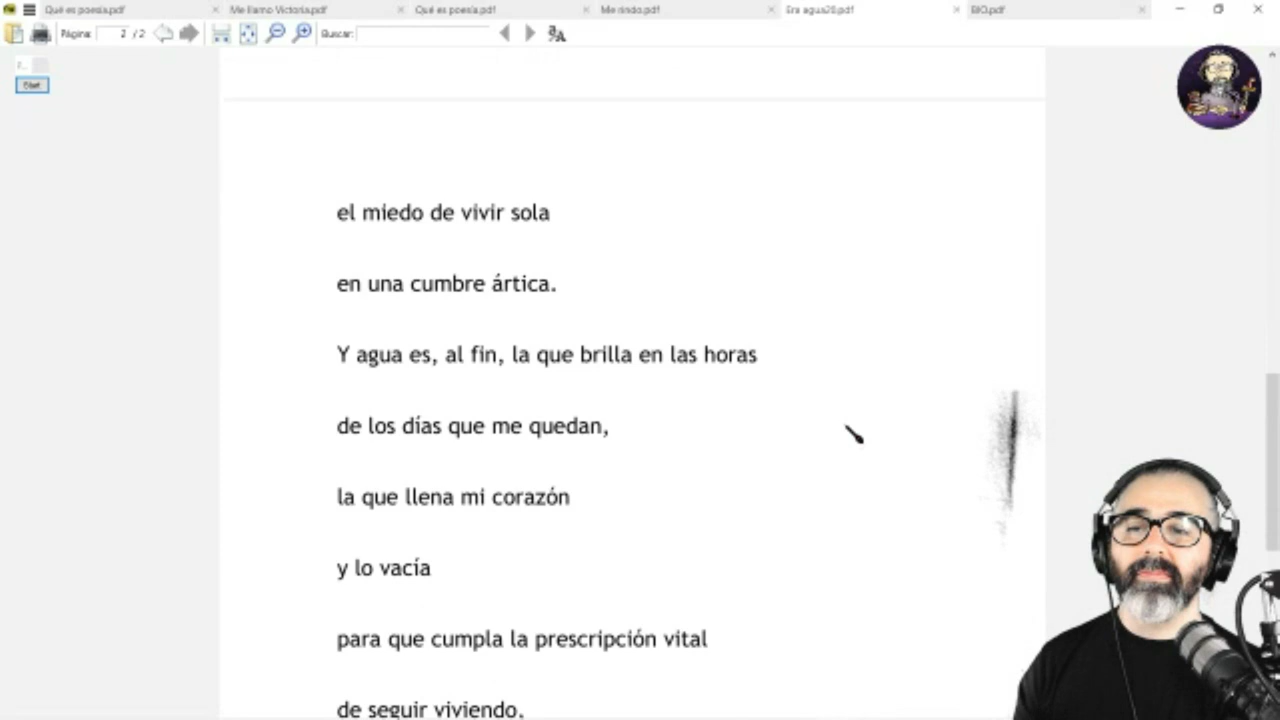 Qué es poesía.pdf
Me llamo Victoria.pdf
Qué es poesía.pdf
Me rindo.pdf
Era agua20.pdf
BIO.pdf
Página: 2 / 2
Buscar:
el miedo de vivir sola
en una cumbre ártica.
Y agua es, al fin, la que brilla en las horas
de los días que me quedan,
la que llena mi corazón
y lo vacía
para que cumpla la prescripción vital
de seguir viviendo,